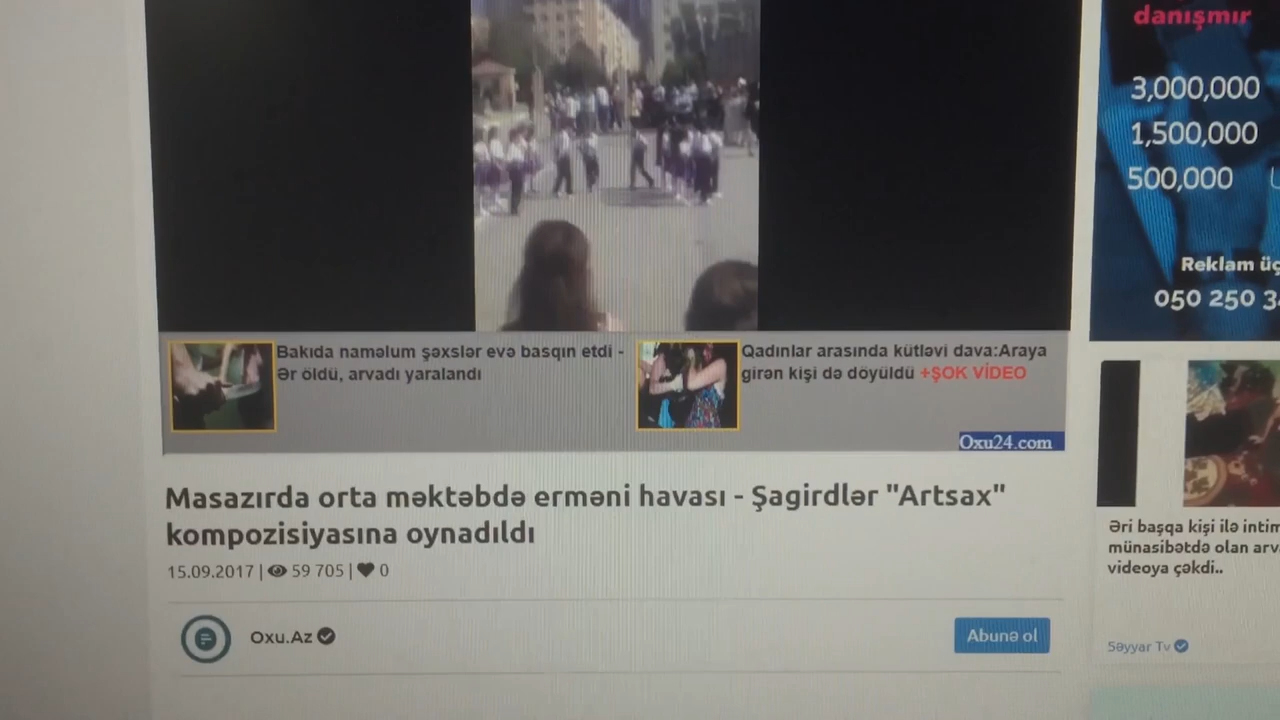 danışmır
3,000,000
1,500,000
500,000
Reklam üç
050 250 3
Bakıda naməlum şəxslər evə basqın etdi -
Ər öldü, arvadı yaralandı
Qadınlar arasında kütləvi dava:Araya
girən kişi də döyüldü +ŞOK VİDEO
Oxu24.com
Masazırda orta məktəbdə erməni havası - Şagirdlər "Artsax"
kompozisiyasına oynadıldı
15.09.2017 | 59 705 | 0
Oxu.Az
Abunə ol
Əri başqa kişi ilə intim
münasibətdə olan arv
videoya çəkdi..
Səyyar Tv